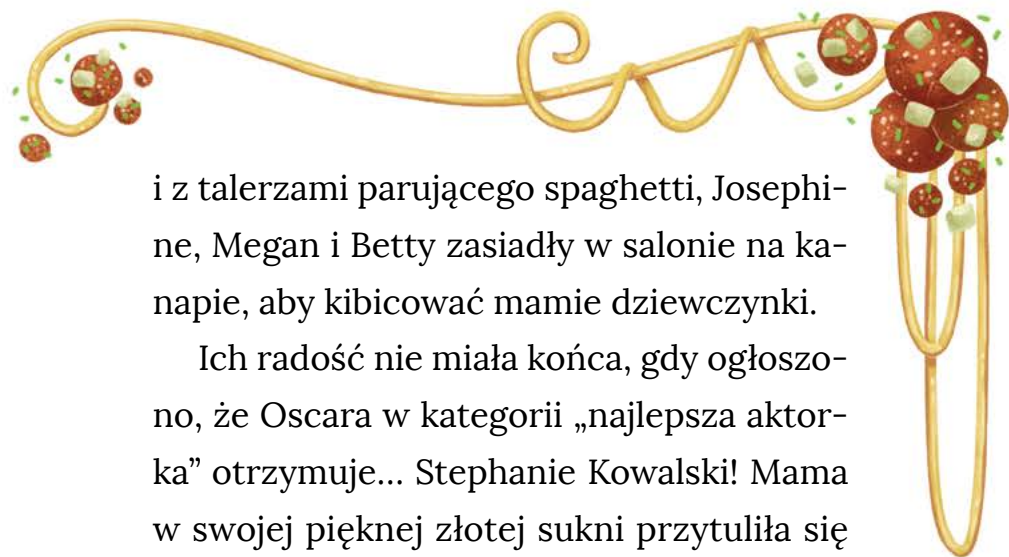 i z talerzami parującego spaghetti, Josephi-
ne, Megan i Betty zasiadły w salonie na ka-
napie, aby kibicować mamie dziewczynki.
Ich radość nie miała końca, gdy ogłoszo-
no, że Oscara w kategorii „najlepsza aktor-
ka” otrzymuje... Stephanie Kowalski! Mama
w swojej pięknej złotej sukni przytuliła się